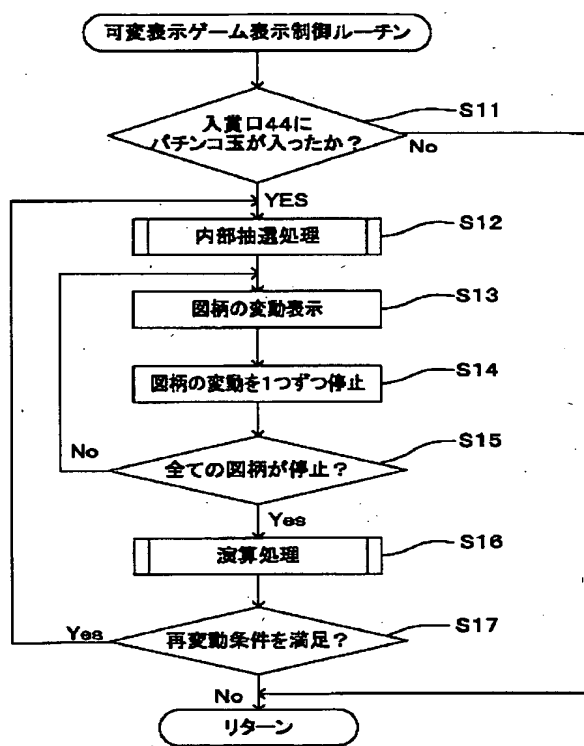 可変表示ゲーム表示制御ルーチン
S11
入賞口44に
パチンコ玉が入ったか?
No
YES
S12
内部抽選処理
S13
図柄の変動表示
S14
図柄の変動を1つずつ停止
S15
No
全ての図柄が停止?
Yes
S16
演算処理
S17
Yes
再変動条件を満足?
No
リターン